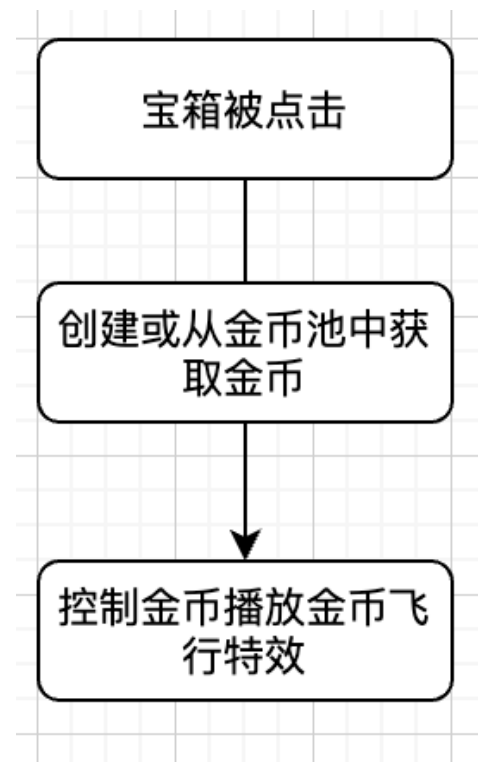 宝箱被点击
创建或从金币池中获
取金币
控制金币播放金币飞
行特效